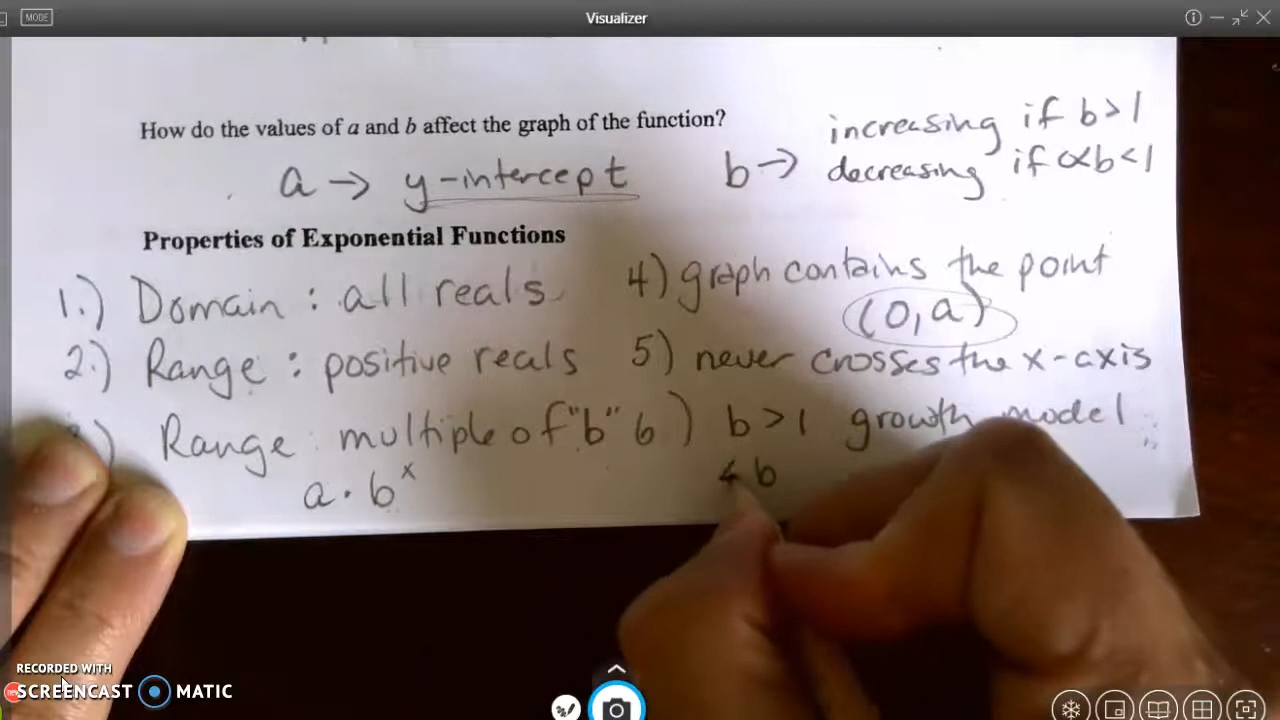 MODE
Visualizer
How do the values of a and b affect the graph of the function?
a → y-intercept
b → increasing if b>1
decreasing if 0<b<1
Properties of Exponential Functions
1.) Domain : all reals
2.) Range : positive reals
) Range : multiple of "b"
a · b^x
4) graph contains the point
(0,a)
5) never crosses the x-axis
6) b>1 growth model
< b
RECORDED WITH
SCREENCAST MATIC